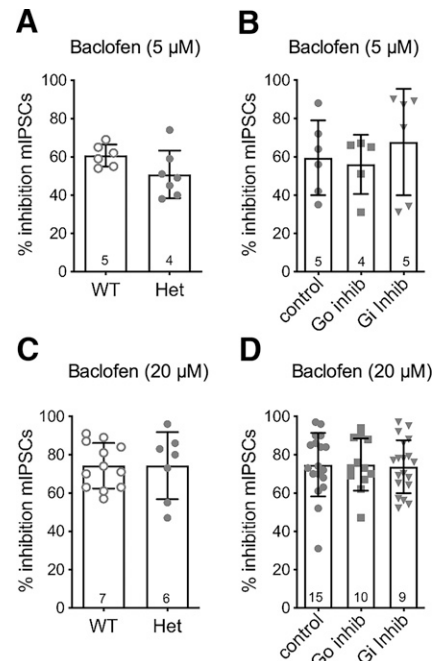 A
Baclofen (5 µM)
% inhibition mIPSCs
100
80
60
40
20
0
5
4
WT
Het
B
Baclofen (5 µM)
% inhibition mIPSCs
100
80
60
40
20
0
5
4
5
control
Go inhib
Gi Inhib
C
Baclofen (20 µM)
% inhibition mIPSCs
100
80
60
40
20
0
7
6
WT
Het
D
Baclofen (20 µM)
% inhibition mIPSCs
100
80
60
40
20
0
15
10
9
control
Go inhib
Gi Inhib